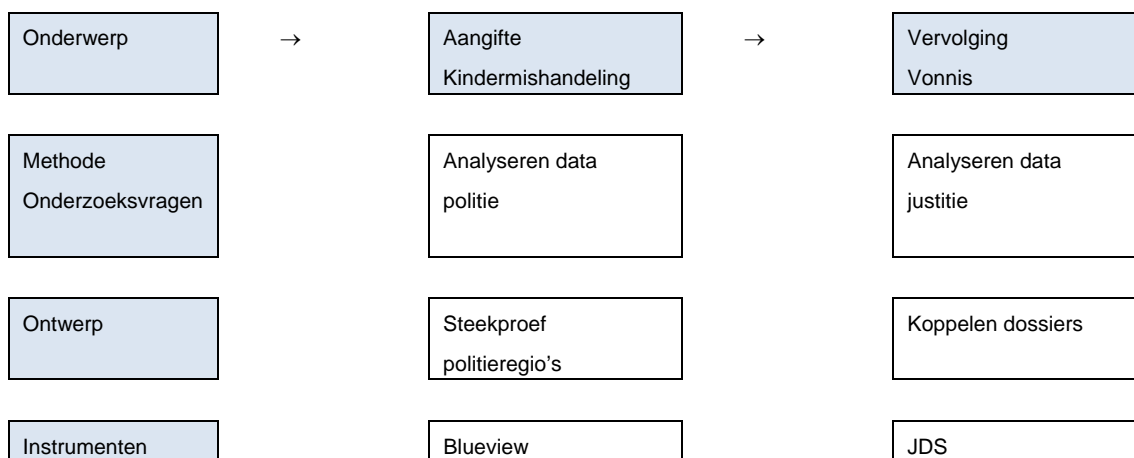 Onderwerp → Aangifte → Vervolging
Kindermishandeling Vonnis
Methode Analyseren data Analyseren data
Onderzoeksvragen politie justitie
Ontwerp Steekproef Koppelen dossiers
politieregio's
Instrumenten Blueview JDS